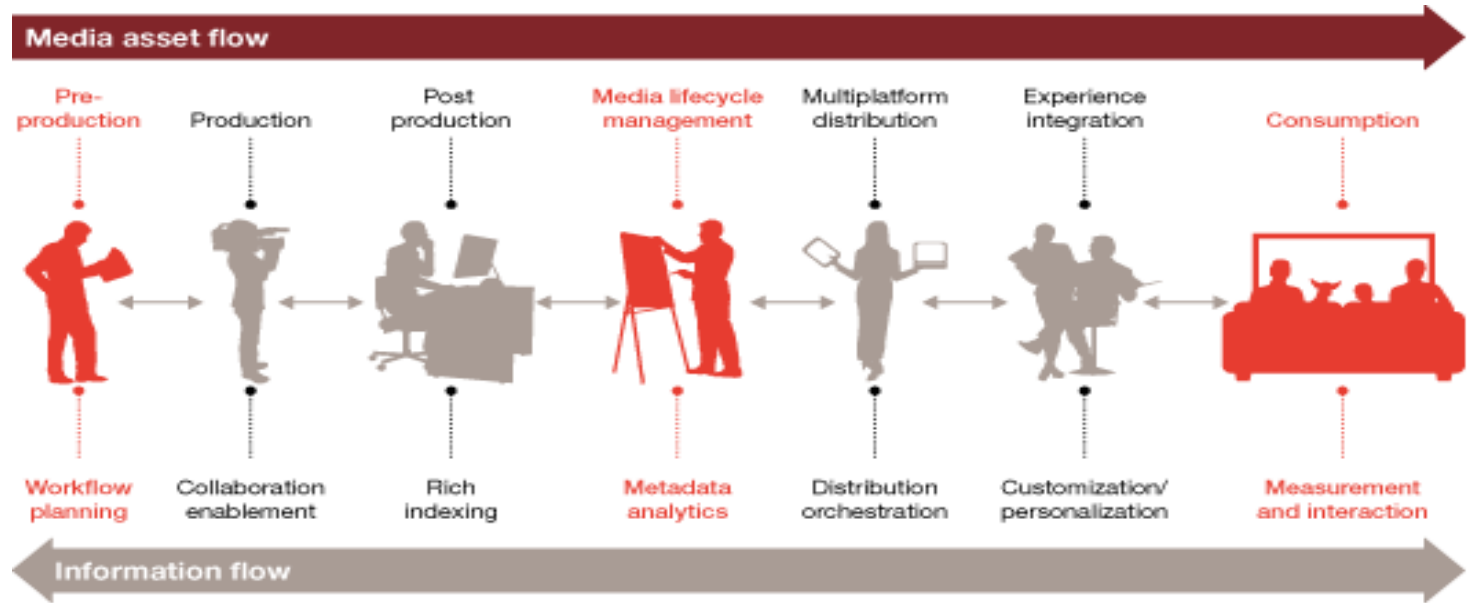 Media asset flow
Pre-
production
Production
Post
production
Media lifecycle
management
Multiplatform
distribution
Experience
integration
Consumption
Workflow
planning
Collaboration
enablement
Rich
indexing
Metadata
analytics
Distribution
orchestration
Customization/
personalization
Measurement
and interaction
Information flow